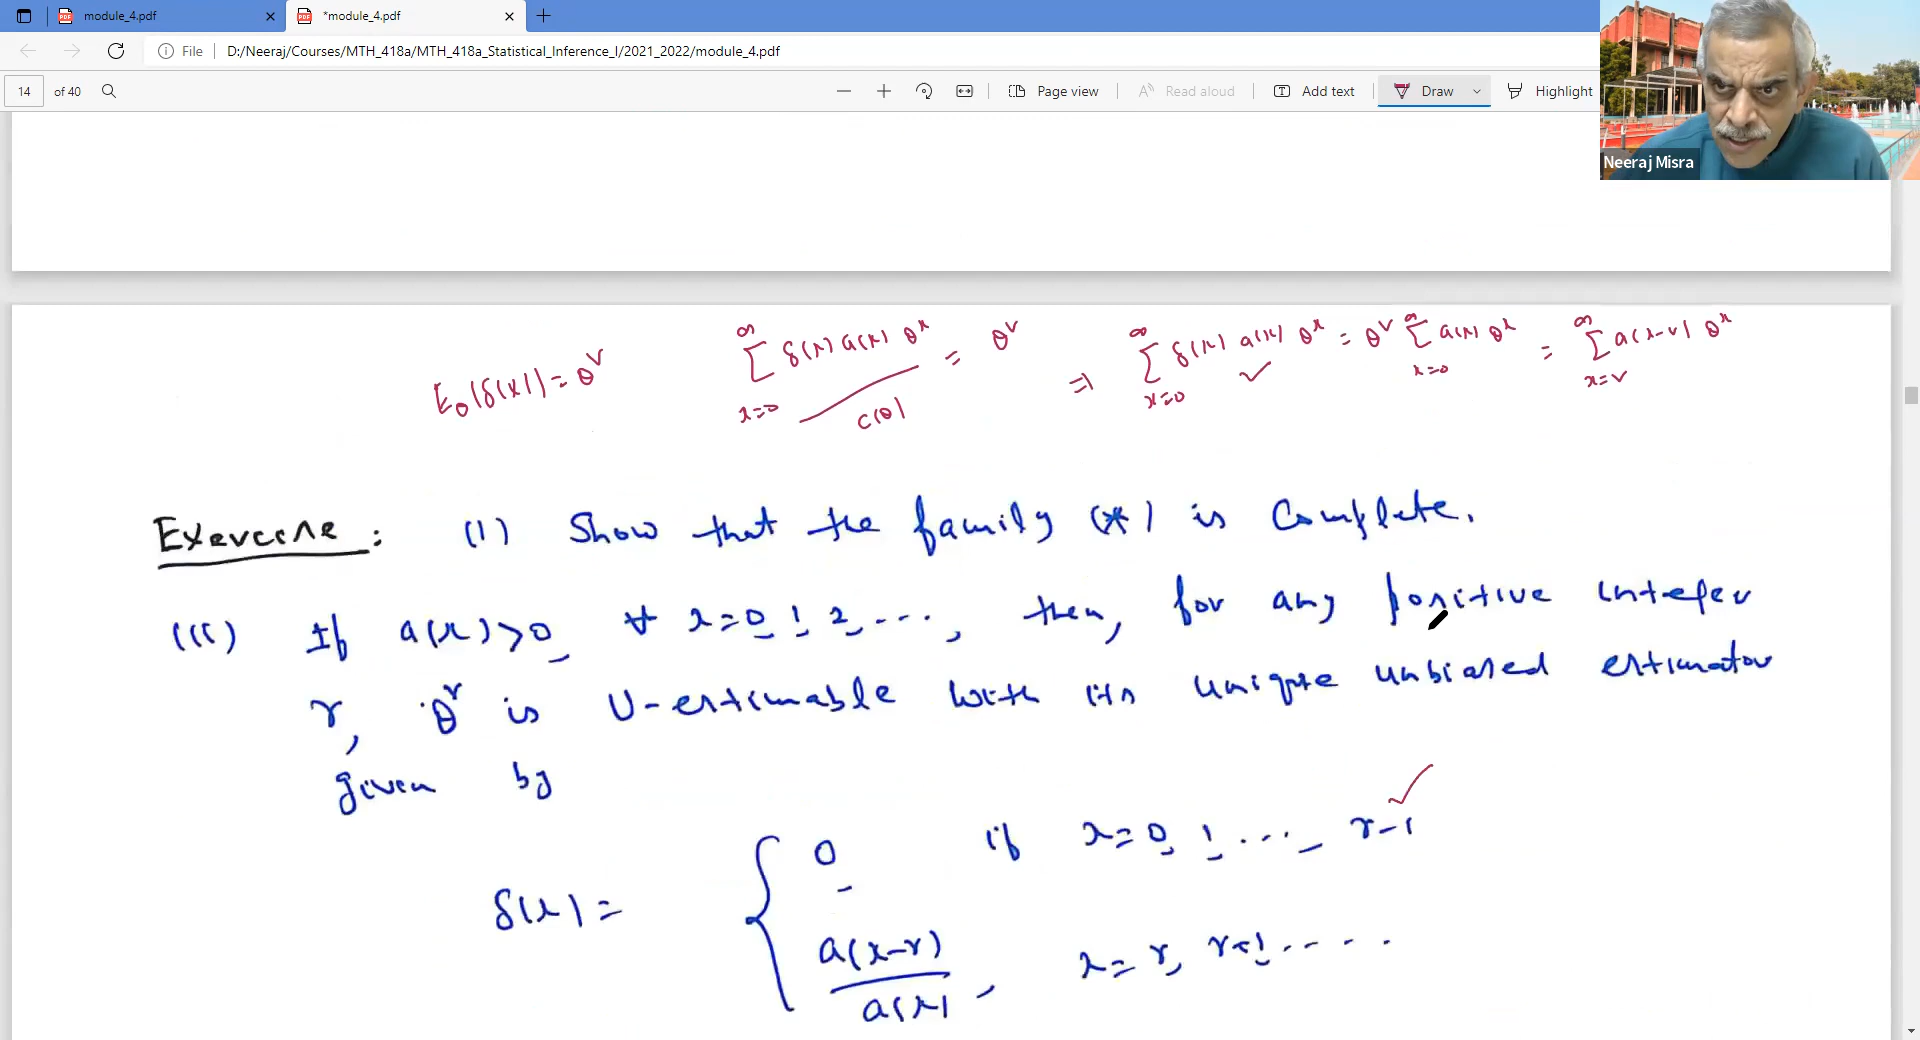 module_4.pdf
*module_4.pdf
File D:/Neeraj/Courses/MTH_418a/MTH_418a_Statistical_Inference_I/2021_2022/module_4.pdf
14 of 40 Page view Read aloud Add text Draw Highlight
Neeraj Misra
E_θ(δ(X)) = θ^r
∑_{x=0}^{∞} δ(x) a(x) θ^x / c(θ) = θ^r ⇒ ∑_{x=0}^{∞} δ(x) a(x) θ^x = θ^r ∑_{x=0}^{∞} a(x) θ^x = ∑_{x=r}^{∞} a(x-r) θ^x
Exercise : (i) Show that the family (*) is Complete.
(ii) If a(x) > 0, ∀ x = 0, 1, 2, ..., then, for any positive integer
r, θ^r is U-estimable with its unique unbiased estimator
given by
δ(x) = { 0, if x = 0, 1, ..., r-1 ✓
a(x-r) / a(x), x = r, r+1, ....